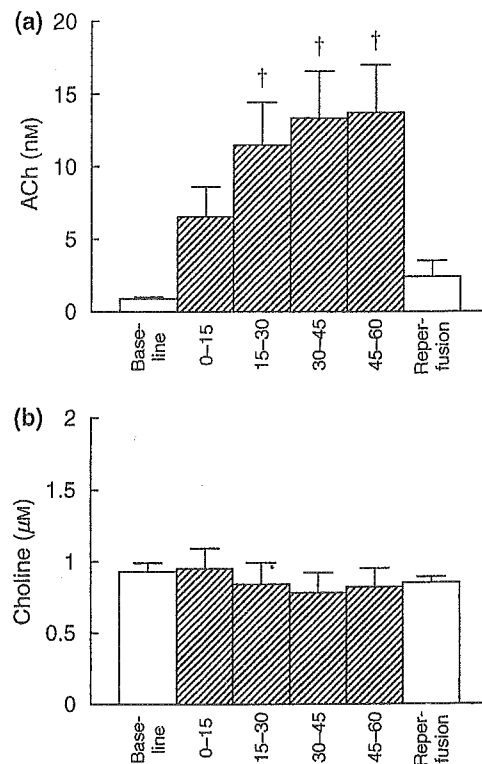 (a)
20
15
10
5
0
ACh (nM)
†
†
†
Base-
line
0–15
15–30
30–45
45–60
Reper-
fusion
(b)
2
1.5
1
0.5
0
Choline (μM)
Base-
line
0–15
15–30
30–45
45–60
Reper-
fusion